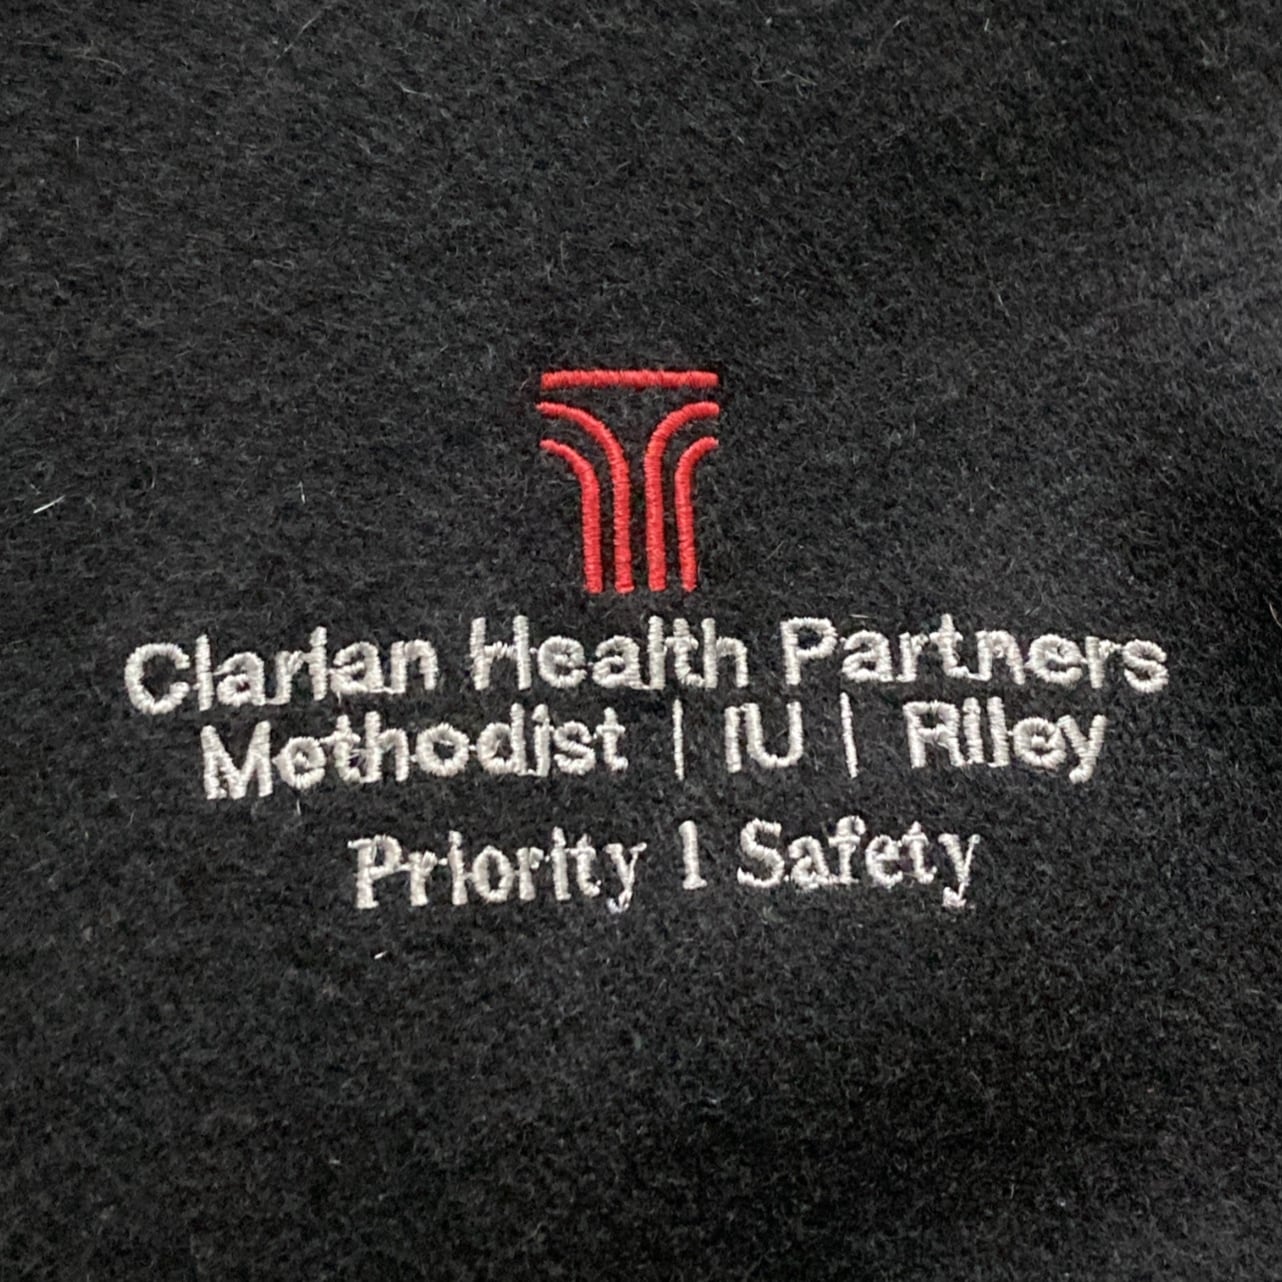 Clarian Health Partners
Methodist | IU | Riley
Priority 1 Safety